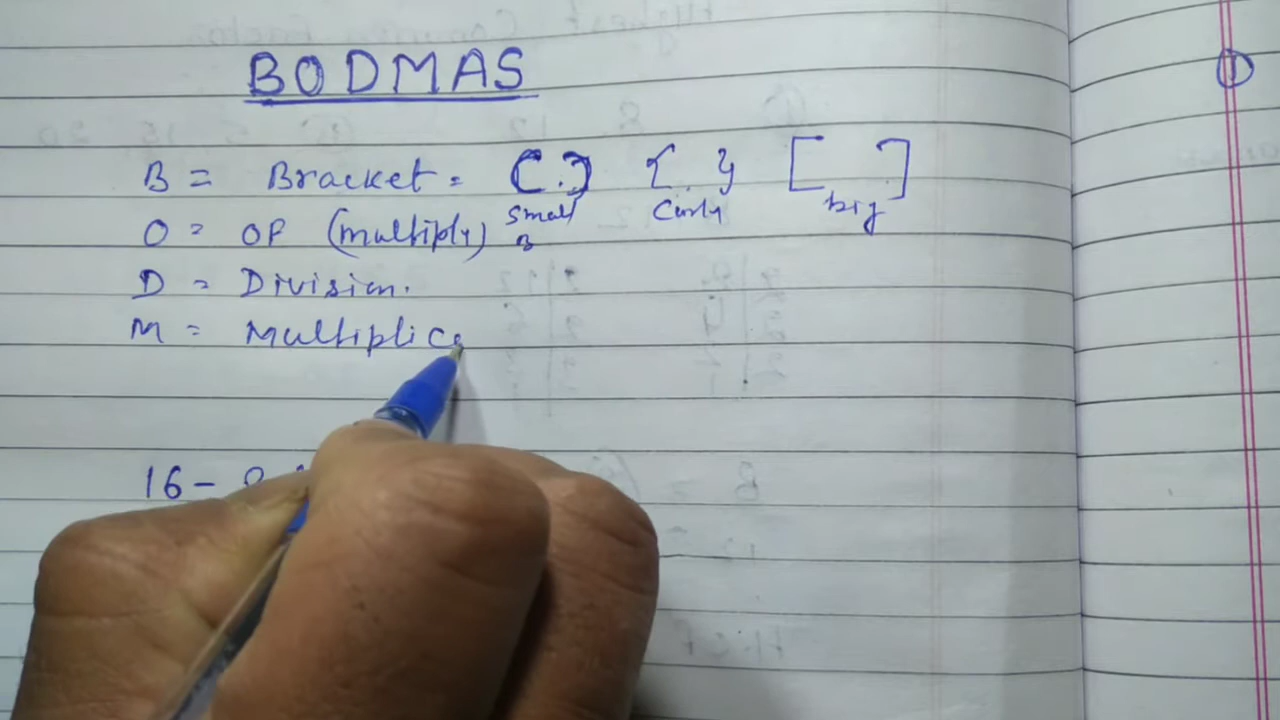 BODMAS
B = Bracket = (.) {.} [ ]
small curly big
O = OF (multiply) B
D = Division.
M = Multiplic
16 -